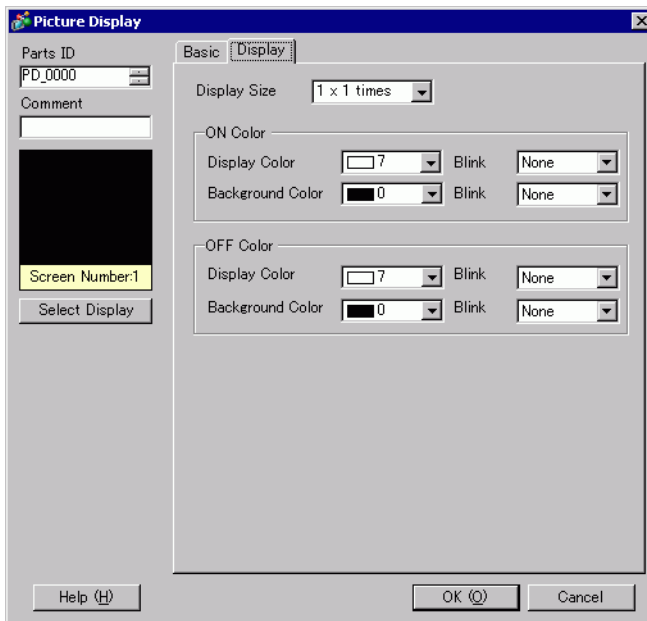 Picture Display
Parts ID
PD_0000
Comment
Screen Number:1
Select Display
Basic Display
Display Size 1 x 1 times
ON Color
Display Color 7 Blink None
Background Color 0 Blink None
OFF Color
Display Color 7 Blink None
Background Color 0 Blink None
Help (H) OK (O) Cancel